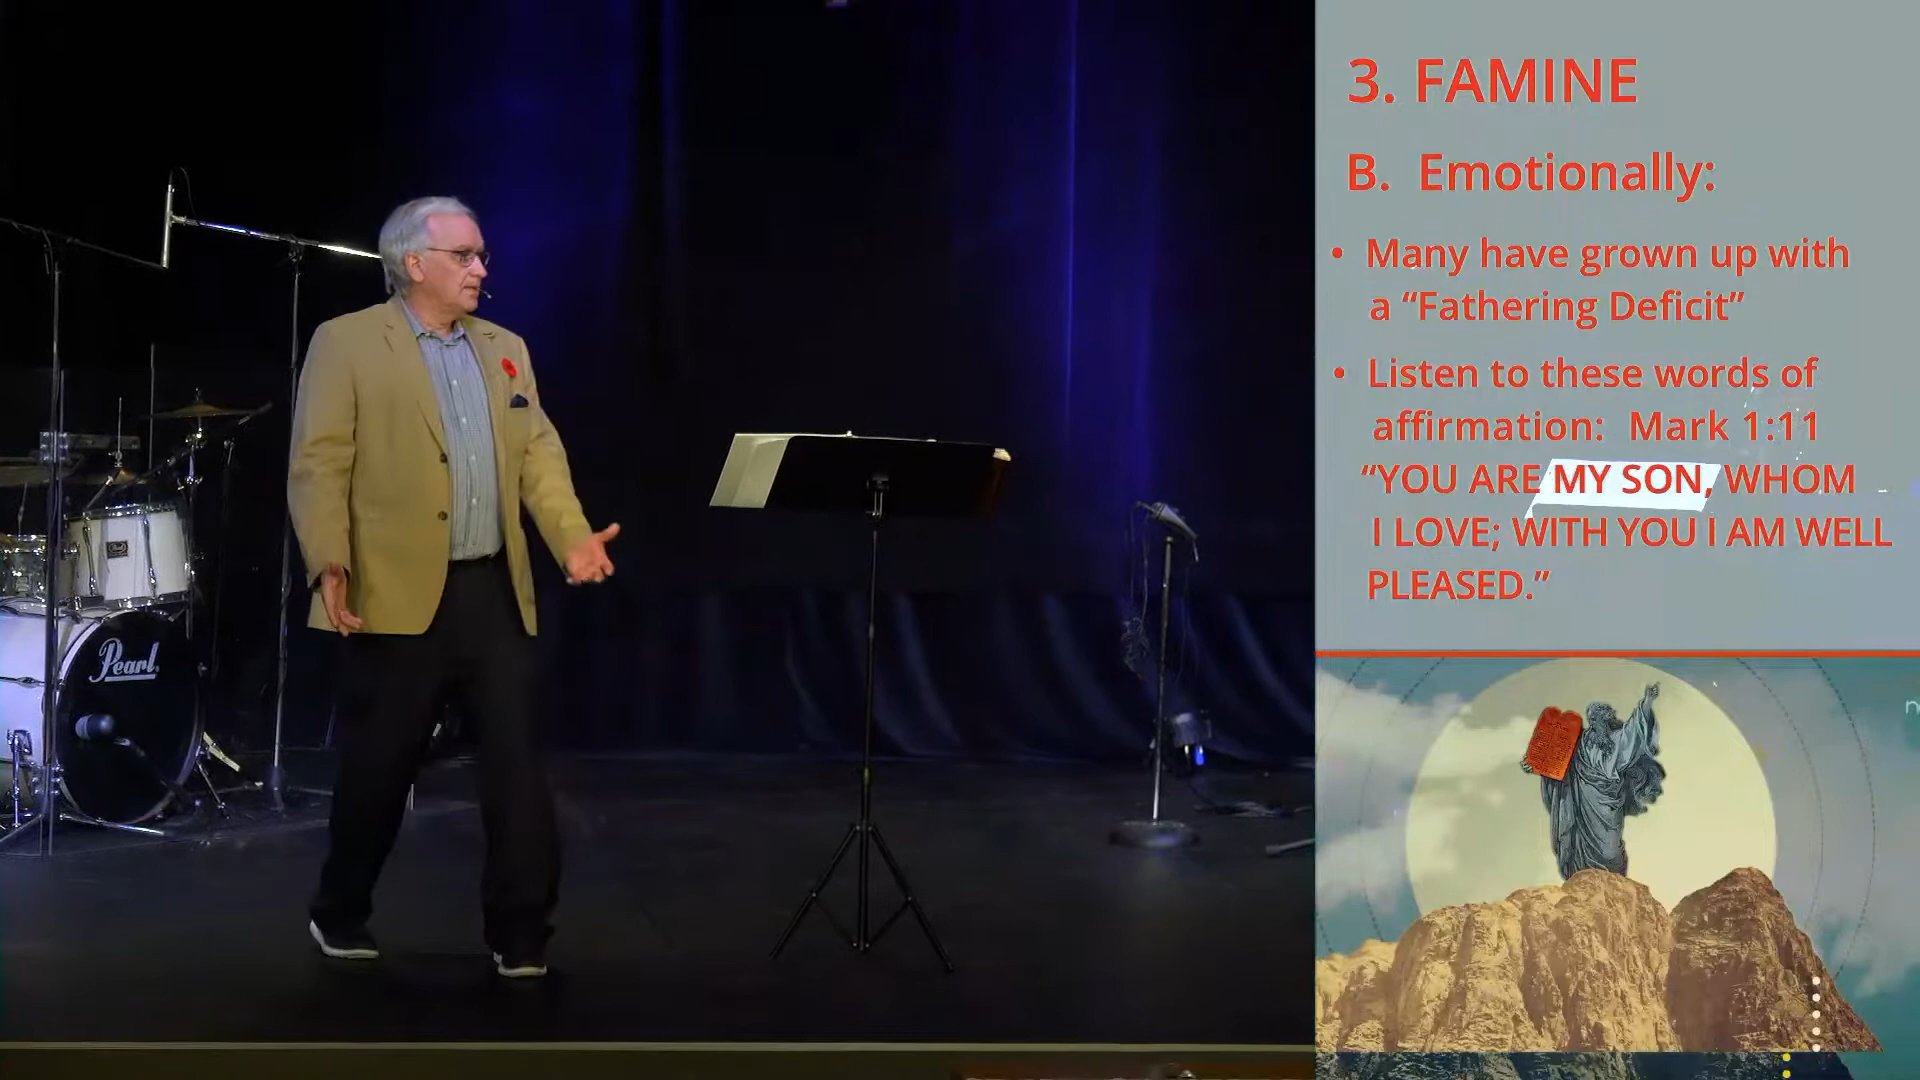 3. FAMINE
B. Emotionally:
• Many have grown up with
a “Fathering Deficit”
• Listen to these words of
affirmation: Mark 1:11
“YOU ARE MY SON, WHOM
I LOVE; WITH YOU I AM WELL
PLEASED.”
Pearl